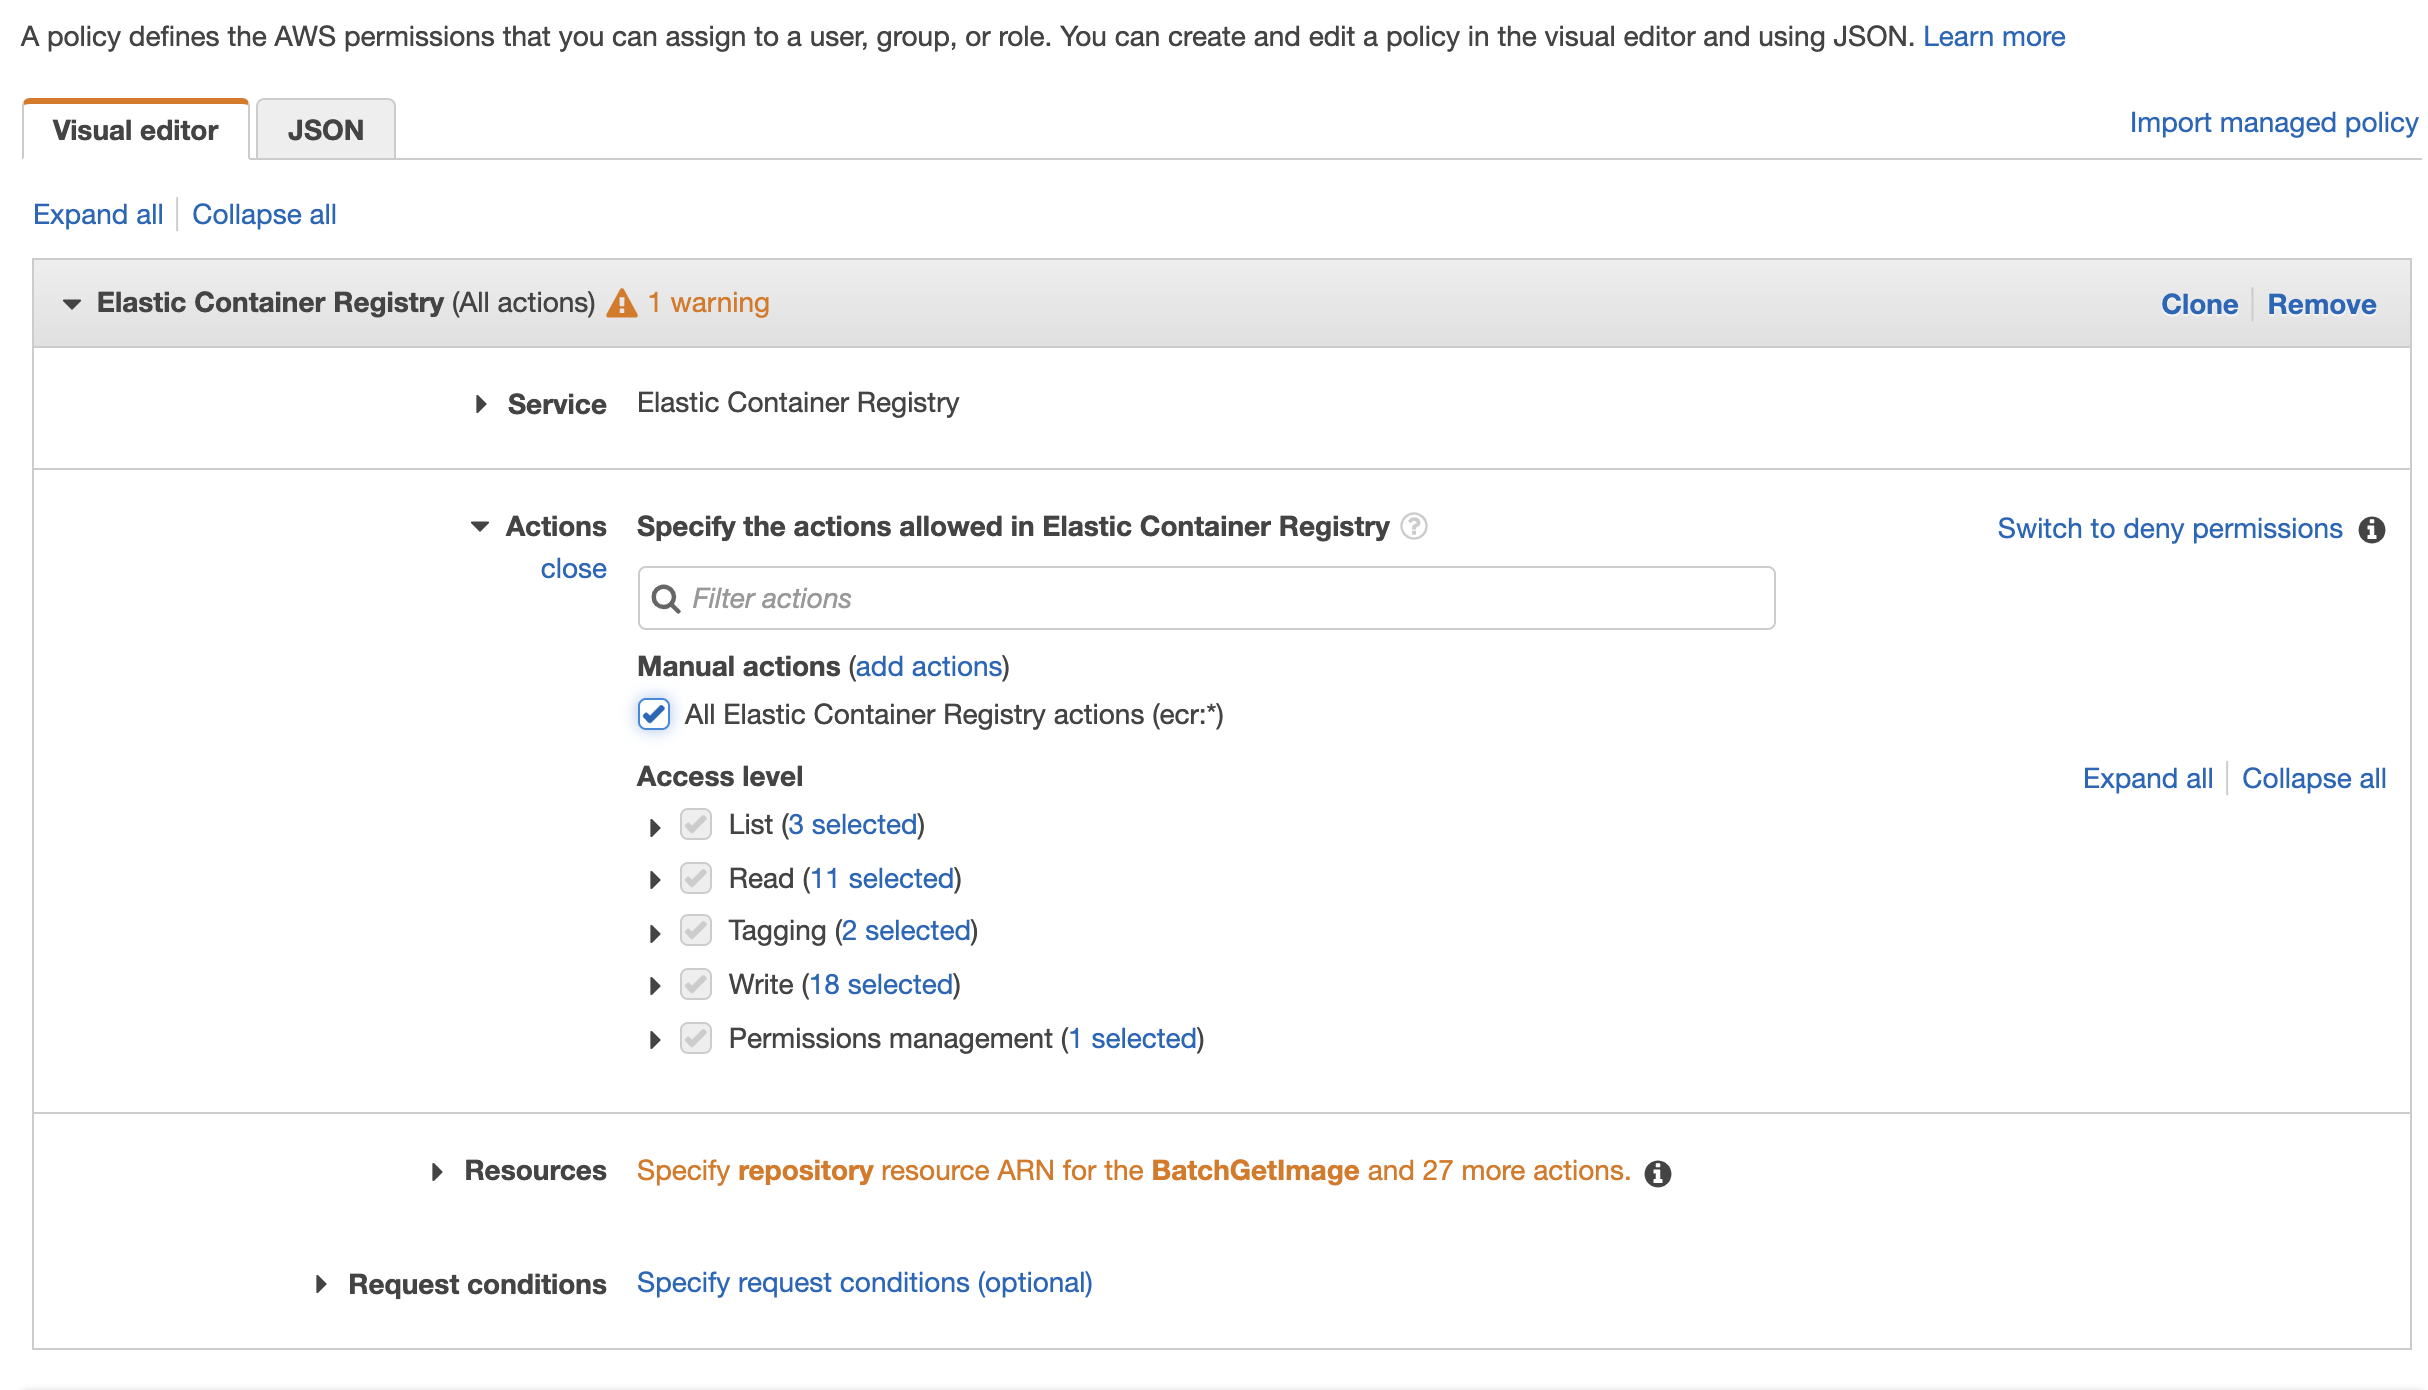 A policy defines the AWS permissions that you can assign to a user, group, or role. You can create and edit a policy in the visual editor and using JSON. Learn more
Visual editor JSON Import managed policy
Expand all Collapse all
Elastic Container Registry (All actions) 1 warning Clone Remove
Service Elastic Container Registry
Actions Specify the actions allowed in Elastic Container Registry ? Switch to deny permissions
close
Filter actions
Manual actions (add actions)
All Elastic Container Registry actions (ecr:*)
Access level Expand all Collapse all
List (3 selected)
Read (11 selected)
Tagging (2 selected)
Write (18 selected)
Permissions management (1 selected)
Resources Specify repository resource ARN for the BatchGetImage and 27 more actions.
Request conditions Specify request conditions (optional)